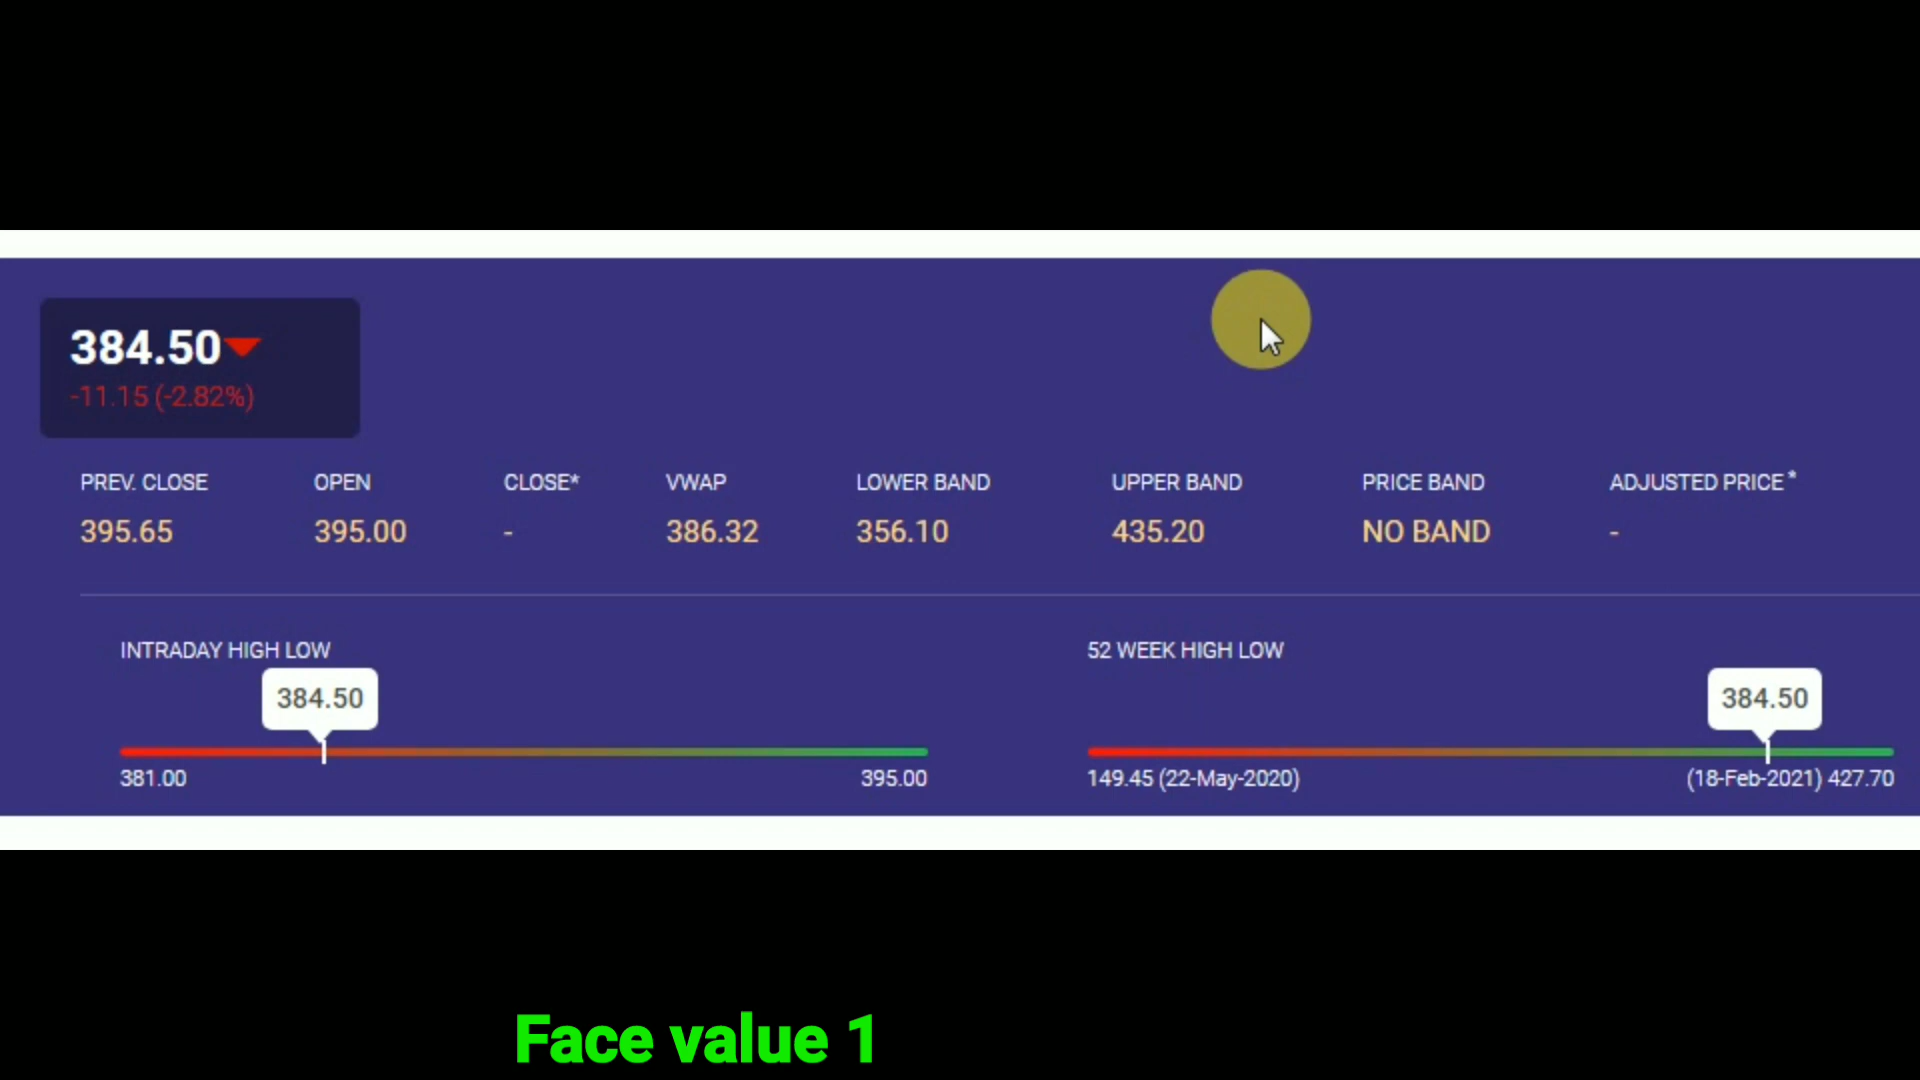 384.50
-11.15 (-2.82%)
PREV. CLOSE OPEN CLOSE* VWAP LOWER BAND UPPER BAND PRICE BAND ADJUSTED PRICE*
395.65 395.00 - 386.32 356.10 435.20 NO BAND -
INTRADAY HIGH LOW 52 WEEK HIGH LOW
384.50 384.50
381.00 395.00 149.45 (22-May-2020) (18-Feb-2021) 427.70
Face value 1